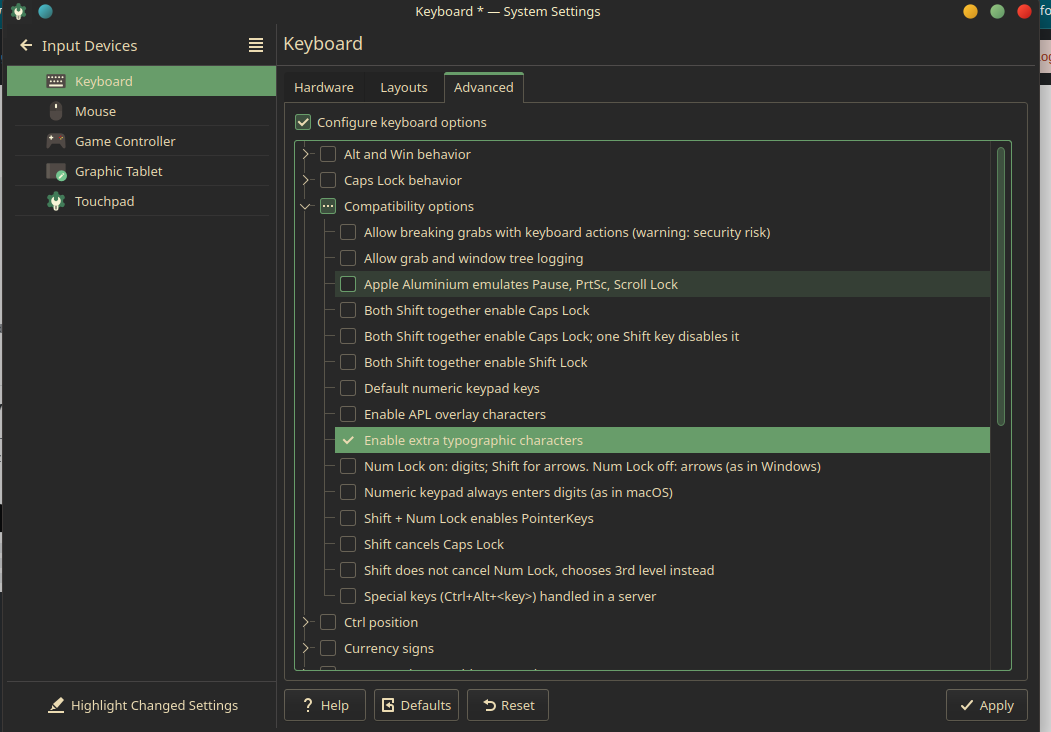 Keyboard * — System Settings
Input Devices
Keyboard
Mouse
Game Controller
Graphic Tablet
Touchpad
Highlight Changed Settings
Keyboard
Hardware
Layouts
Advanced
Configure keyboard options
Alt and Win behavior
Caps Lock behavior
Compatibility options
Allow breaking grabs with keyboard actions (warning: security risk)
Allow grab and window tree logging
Apple Aluminium emulates Pause, PrtSc, Scroll Lock
Both Shift together enable Caps Lock
Both Shift together enable Caps Lock; one Shift key disables it
Both Shift together enable Shift Lock
Default numeric keypad keys
Enable APL overlay characters
Enable extra typographic characters
Num Lock on: digits; Shift for arrows. Num Lock off: arrows (as in Windows)
Numeric keypad always enters digits (as in macOS)
Shift + Num Lock enables PointerKeys
Shift cancels Caps Lock
Shift does not cancel Num Lock, chooses 3rd level instead
Special keys (Ctrl+Alt+<key>) handled in a server
Ctrl position
Currency signs
Help
Defaults
Reset
Apply